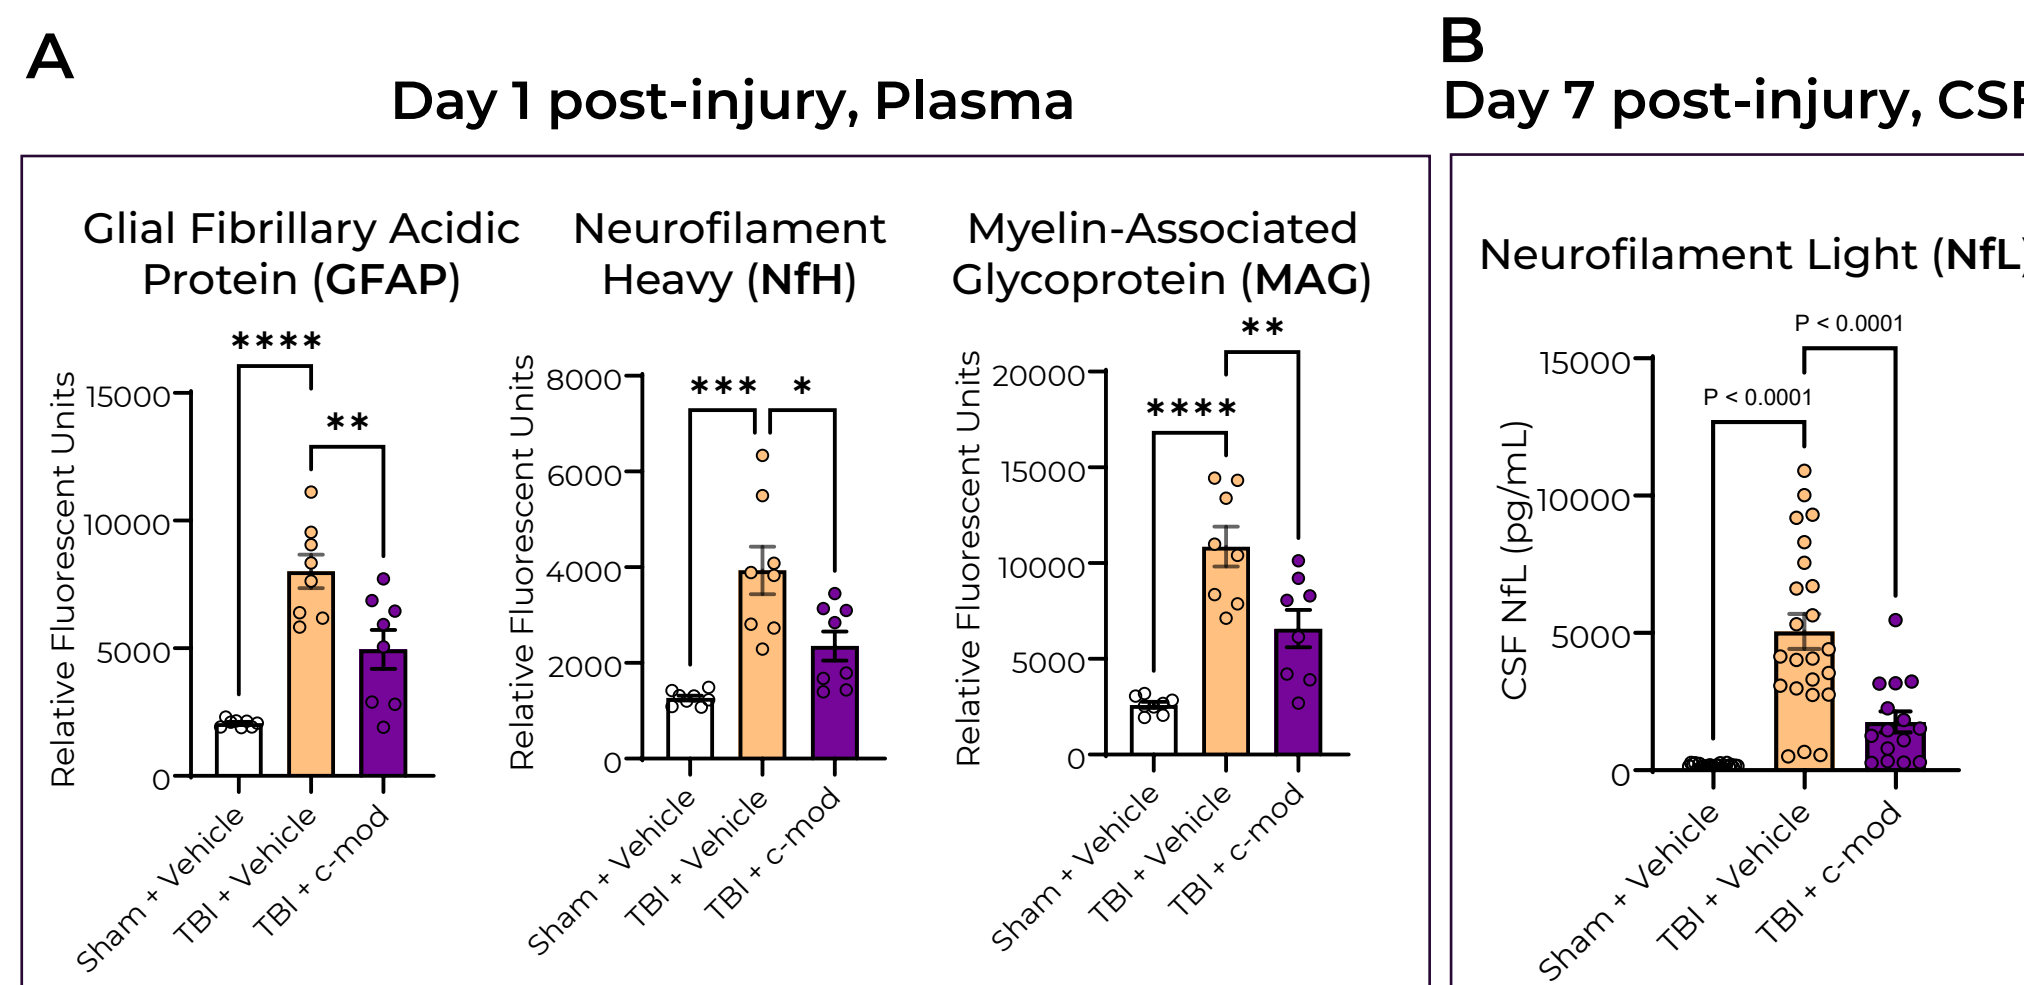 A
Day 1 post-injury, Plasma
Glial Fibrillary Acidic
Protein (GFAP)
****
**
Relative Fluorescent Units
15000
10000
5000
0
Sham + Vehicle
TBI + Vehicle
TBI + c-mod
Neurofilament
Heavy (NfH)
*** *
Relative Fluorescent Units
8000
6000
4000
2000
0
Sham + Vehicle
TBI + Vehicle
TBI + c-mod
Myelin-Associated
Glycoprotein (MAG)
**
****
Relative Fluorescent Units
20000
15000
10000
5000
0
Sham + Vehicle
TBI + Vehicle
TBI + c-mod
B
Day 7 post-injury, CSF
Neurofilament Light (NfL)
P < 0.0001
P < 0.0001
CSF NfL (pg/mL)
15000
10000
5000
0
Sham + Vehicle
TBI + Vehicle
TBI + c-mod